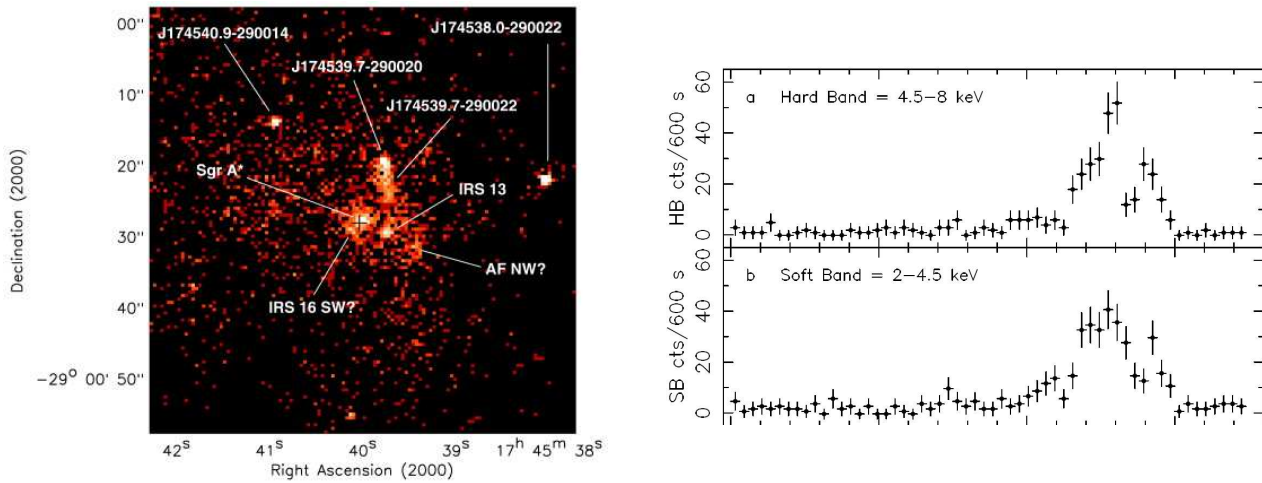 00"
J174538.0-290022
J174540.9-290014
J174539.7-290020
10"
J174539.7-290022
20"
Sgr A*
IRS 13
30"
AF NW?
IRS 16 SW?
40"
−29° 00' 50"
42ˢ 41ˢ 40ˢ 39ˢ 17ʰ 45ᵐ 38ˢ
Right Ascension (2000)
Declination (2000)
a Hard Band = 4.5−8 keV
60
40
20
0
HB cts/600 s
b Soft Band = 2−4.5 keV
60
40
20
0
SB cts/600 s